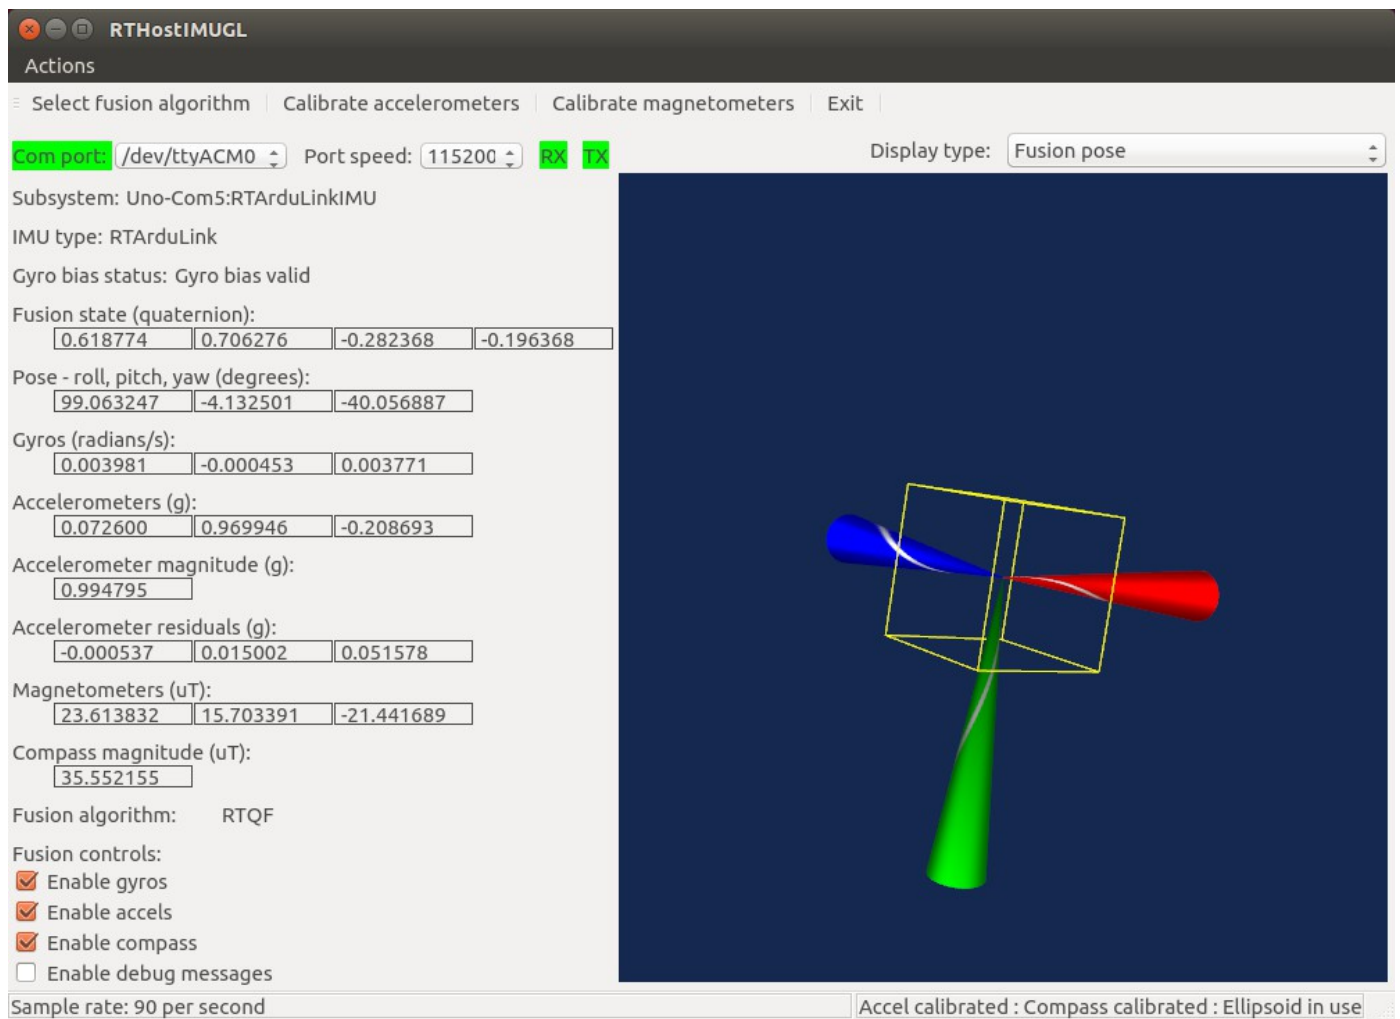 RTHostIMUGL
Actions
Select fusion algorithm Calibrate accelerometers Calibrate magnetometers Exit
Com port: /dev/ttyACM0 Port speed: 115200 RX TX Display type: Fusion pose
Subsystem: Uno-Com5:RTArduLinkIMU
IMU type: RTArduLink
Gyro bias status: Gyro bias valid
Fusion state (quaternion):
0.618774 0.706276 -0.282368 -0.196368
Pose - roll, pitch, yaw (degrees):
99.063247 -4.132501 -40.056887
Gyros (radians/s):
0.003981 -0.000453 0.003771
Accelerometers (g):
0.072600 0.969946 -0.208693
Accelerometer magnitude (g):
0.994795
Accelerometer residuals (g):
-0.000537 0.015002 0.051578
Magnetometers (uT):
23.613832 15.703391 -21.441689
Compass magnitude (uT):
35.552155
Fusion algorithm: RTQF
Fusion controls:
Enable gyros
Enable accels
Enable compass
Enable debug messages
Sample rate: 90 per second Accel calibrated : Compass calibrated : Ellipsoid in use